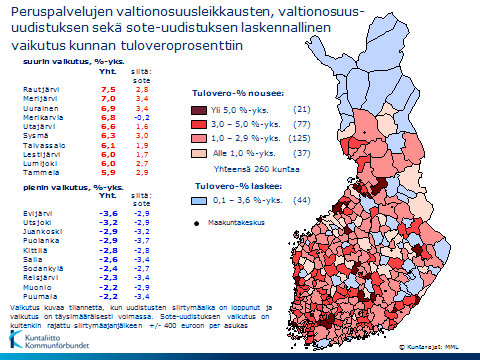 Peruspalvelujen valtionosuusleikkausten, valtionosuus-
uudistuksen sekä sote-uudistuksen laskennallinen
vaikutus kunnan tuloveroprosenttiin
suurin vaikutus, %-yks.
Yht. siitä:
sote
Rautjärvi 7,5 2,8
Merijärvi 7,0 3,4
Uurainen 6,9 3,4
Merikarvia 6,8 -0,2
Utajärvi 6,6 1,6
Sysmä 6,3 3,0
Taivassalo 6,1 1,9
Lestijärvi 6,0 1,7
Lumijoki 6,0 2,7
Tammela 5,9 2,9
pienin vaikutus, %-yks.
Yht. siitä:
sote
Evijärvi -3,6 -2,9
Utsjoki -3,2 -2,9
Juankoski -2,9 -3,2
Puolanka -2,9 -3,7
Kittilä -2,8 -2,8
Salla -2,6 -3,4
Sodankylä -2,4 -2,7
Reisjärvi -2,3 -3,4
Muonio -2,2 -2,9
Puumala -2,2 -3,4
Tulovero-% nousee:
Yli 5,0 %-yks. (21)
3,0 – 5,0 %-yks. (77)
1,0 – 2,9 %-yks. (125)
Alle 1,0 %-yks. (37)
Yhteensä 260 kuntaa
Tulovero-% laskee:
0,1 – 3,6 %-yks. (44)
Maakuntakeskus
Vaikutus kuvaa tilannetta, kun uudistusten siirtymäaika on loppunut ja
vaikutus on täysimääräisesti voimassa. Sote-uudistuksen vaikutus on
kuitenkin rajattu siirtymäajanjälkeen +/- 400 euroon per asukas
Kuntaliitto
Kommunförbundet
© Kuntarajat: MML